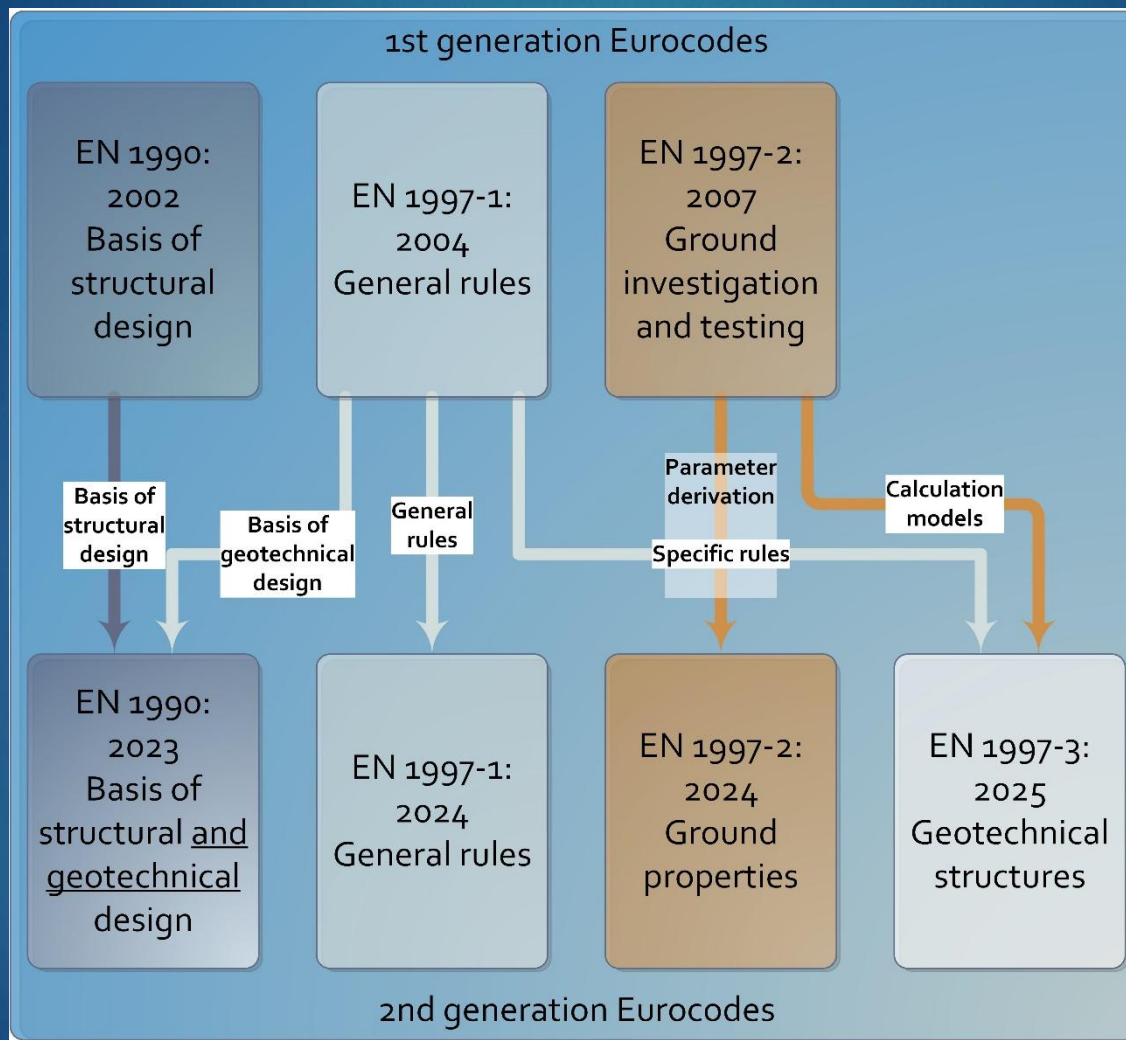 1st generation Eurocodes
EN 1990:
2002
Basis of
structural
design
EN 1997-1:
2004
General rules
EN 1997-2:
2007
Ground
investigation
and testing
Basis of
structural
design
Basis of
geotechnical
design
General
rules
Parameter
derivation
Specific rules
Calculation
models
EN 1990:
2023
Basis of
structural and
geotechnical
design
EN 1997-1:
2024
General rules
EN 1997-2:
2024
Ground
properties
EN 1997-3:
2025
Geotechnical
structures
2nd generation Eurocodes